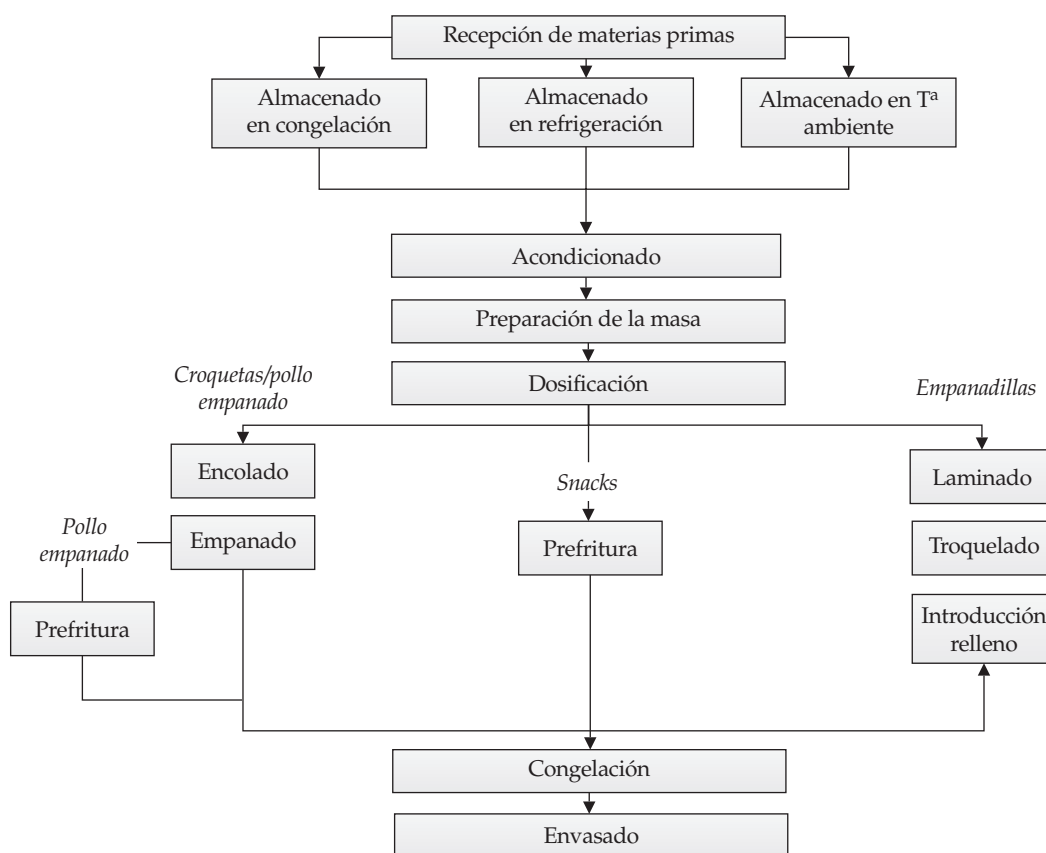 Recepción de materias primas
Almacenado
en congelación
Almacenado
en refrigeración
Almacenado en Tª
ambiente
Acondicionado
Preparación de la masa
Dosificación
Croquetas/pollo
empanado
Empanadillas
Encolado
Snacks
Laminado
Pollo
empanado
Empanado
Prefritura
Troquelado
Prefritura
Introducción
relleno
Congelación
Envasado